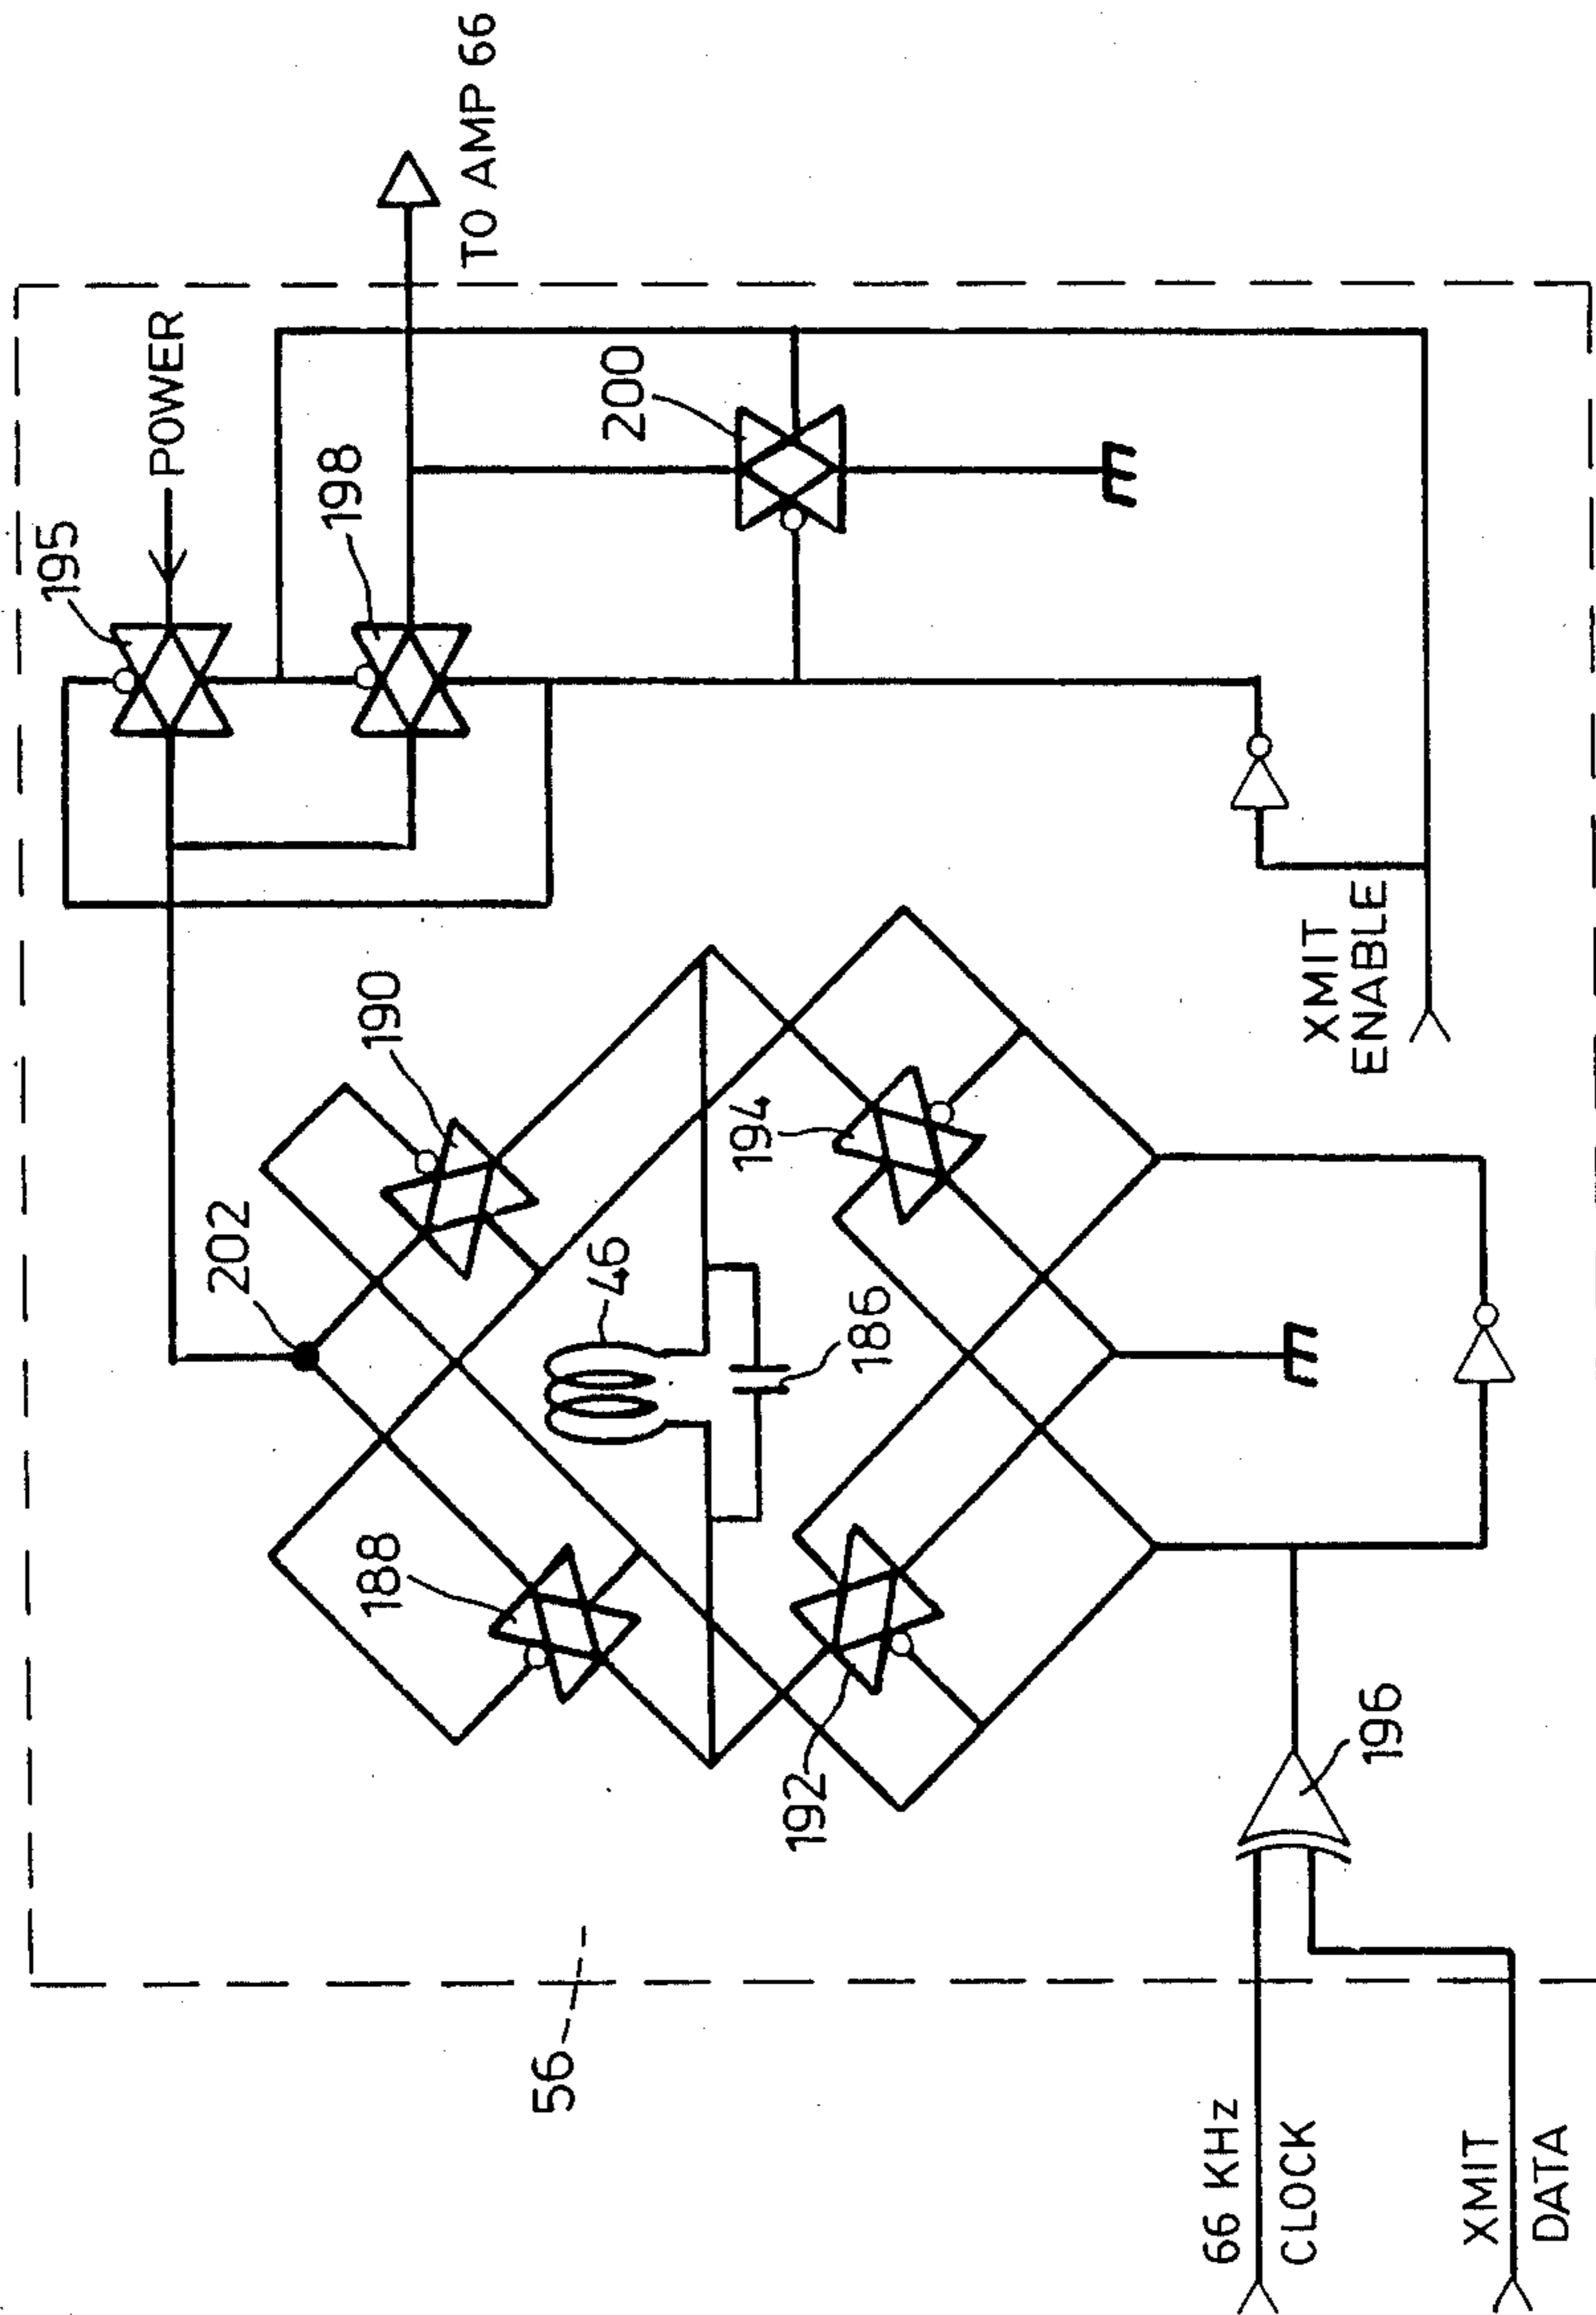 195
POWER
TO AMP 66
198
200
190
202
188
46
186
194
192
XMIT
ENABLE
196
56
66 KHz
CLOCK
XMIT
DATA